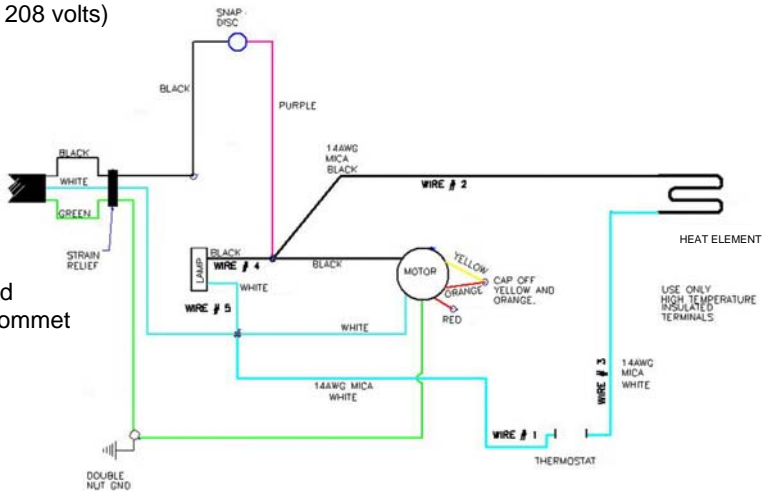 208 volts)
SNAP-
DISC
BLACK
PURPLE
BLACK
WHITE
GREEN
STRAIN
RELIEF
14AWG
MICA
BLACK
WIRE # 2
HEAT ELEMENT
LAMP
BLACK
WIRE # 4
WHITE
WIRE # 5
BLACK
MOTOR
YELLOW
ORANGE
RED
CAP OFF
YELLOW AND
ORANGE.
USE ONLY
HIGH TEMPERATURE
INSULATED
TERMINALS
d
ommet
WHITE
14AWG MICA
WHITE
WIRE # 3
14AWG
MICA
WHITE
WIRE # 1
THERMOSTAT
DOUBLE
NUT GND